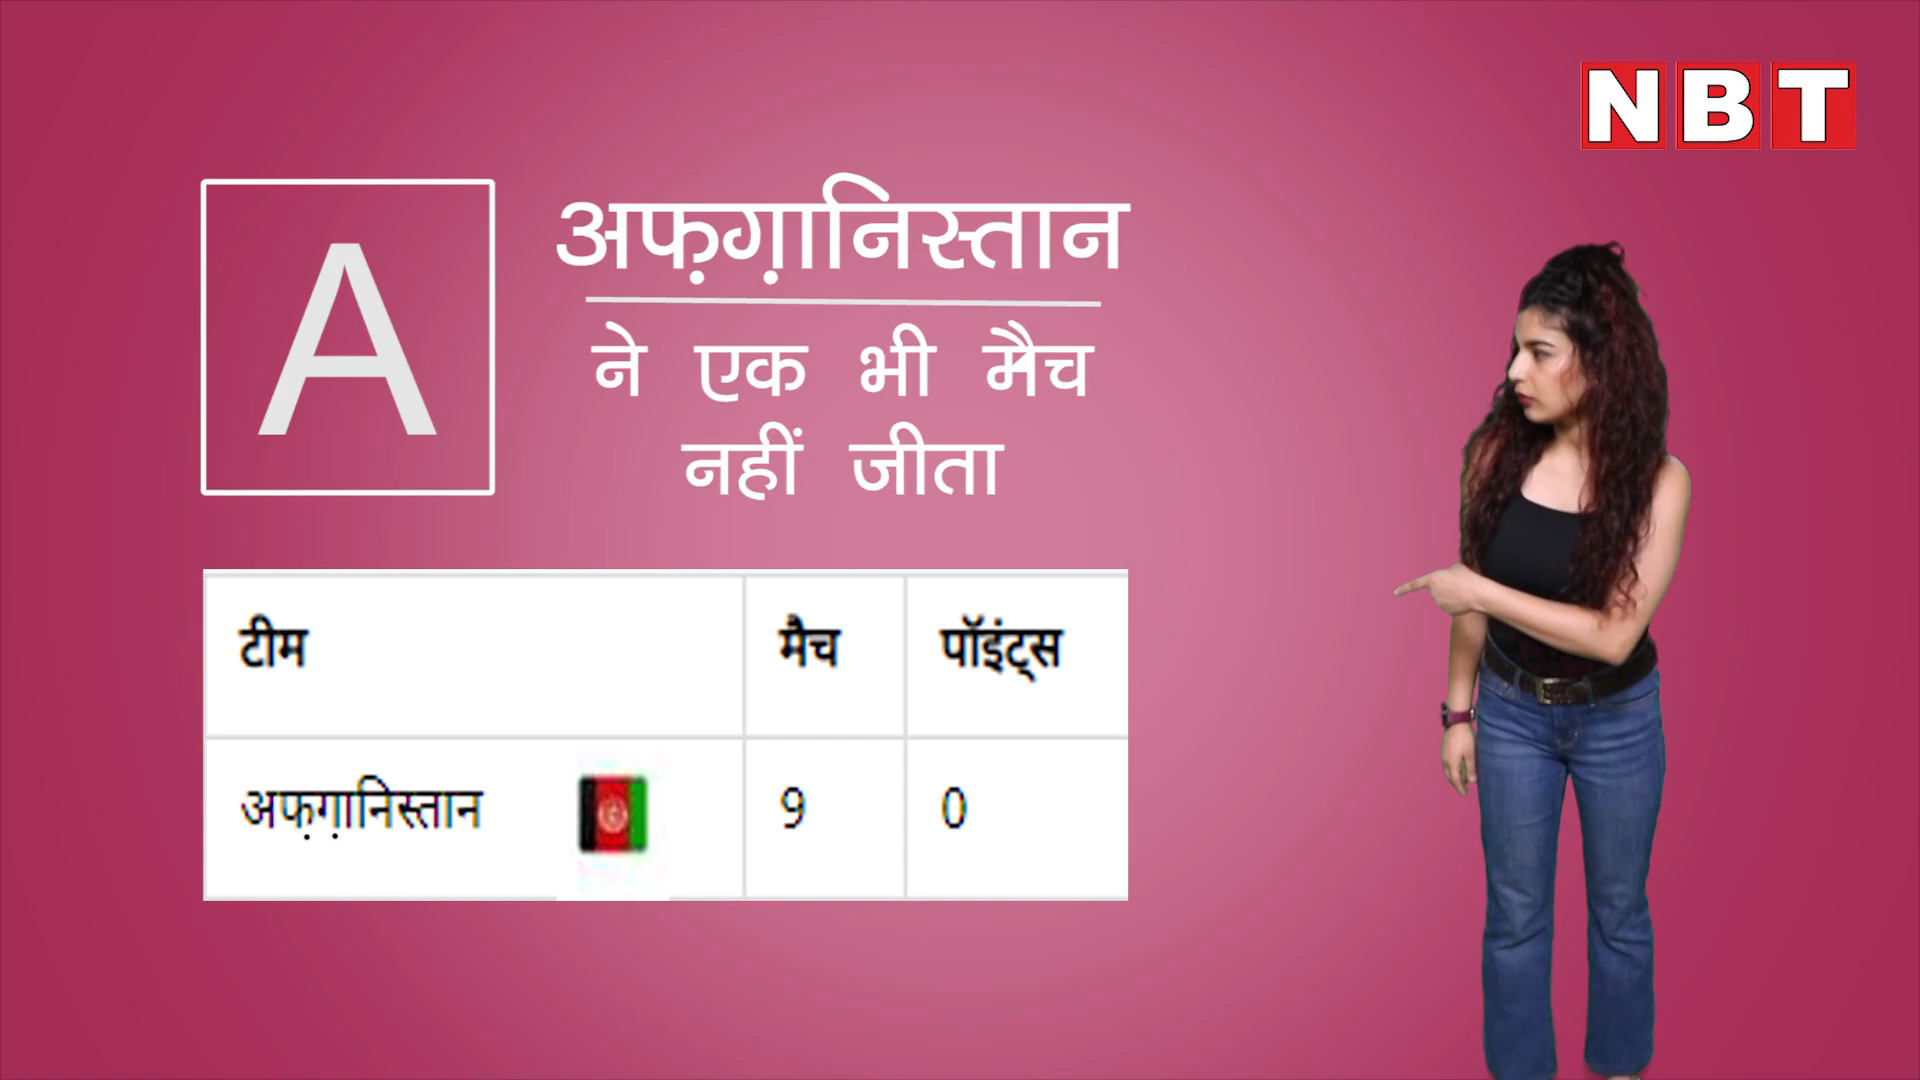 NBT
A
अफ़ग़ानिस्तान
ने एक भी मैच
नहीं जीता
टीम मैच पॉइंट्स
अफ़ग़ानिस्तान 9 0